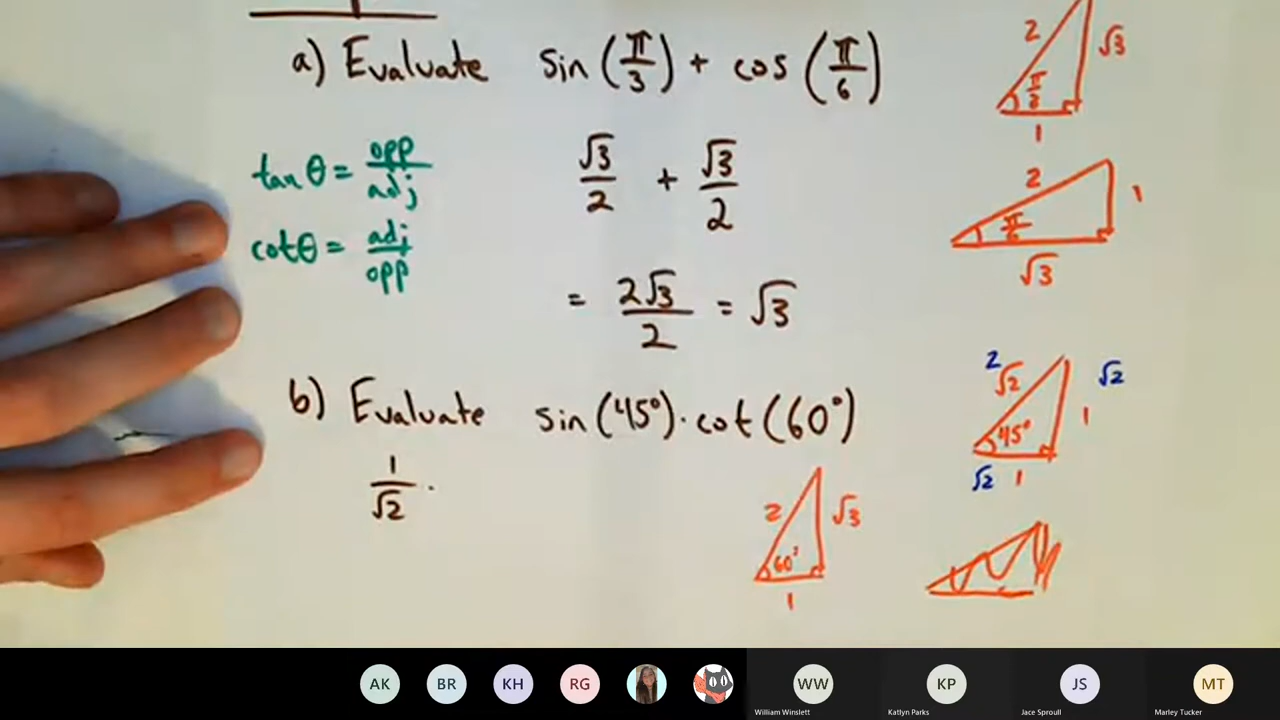 a) Evaluate sin(π/3) + cos(π/6)
2
√3
π/3
1
tan θ = opp/adj
√3/2 + √3/2
2
1
π/6
√3
cot θ = adj/opp
= 2√3/2 = √3
b) Evaluate sin(45°)·cot(60°)
2
√2
√2
1
45°
√2
1
1/√2 ·
2
√3
60°
1
AK BR KH RG WW KP JS MT
William Winslett Katlyn Parks Jace Sproull Marley Tucker